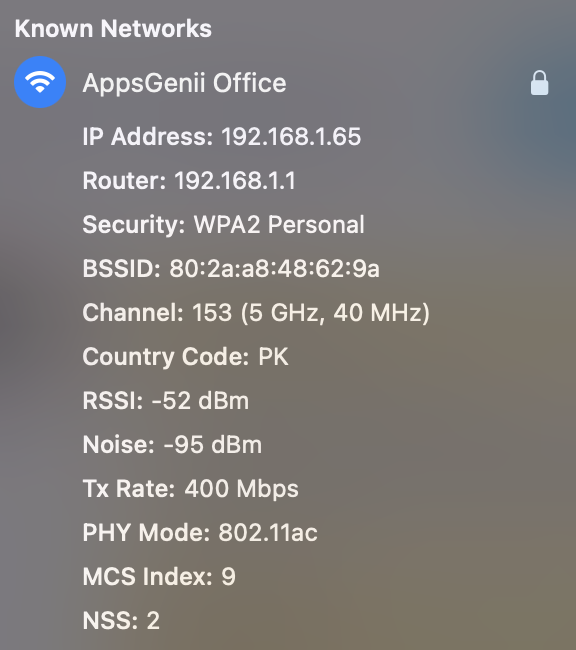 Known Networks
AppsGenii Office
IP Address: 192.168.1.65
Router: 192.168.1.1
Security: WPA2 Personal
BSSID: 80:2a:a8:48:62:9a
Channel: 153 (5 GHz, 40 MHz)
Country Code: PK
RSSI: -52 dBm
Noise: -95 dBm
Tx Rate: 400 Mbps
PHY Mode: 802.11ac
MCS Index: 9
NSS: 2